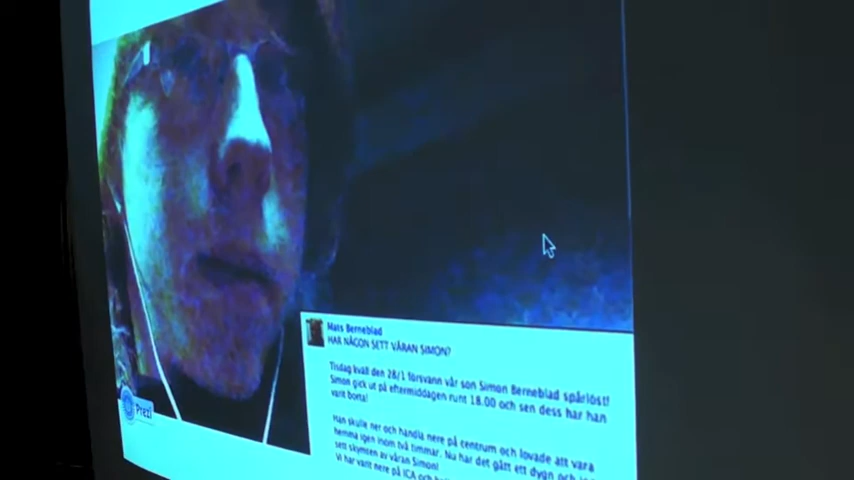 Mats Berneblad
HAR NÅGON SETT VÅRAN SIMON?
Tisdag kväll den 28/1 försvann vår son Simon Berneblad spårlöst!
Simon gick ut på eftermiddagen runt 18.00 och sen dess har han
varit borta!
Han skulle ner och handla nere på centrum och lovade att vara
hemma igen inom två timmar. Nu har det gått ett dygn och
sett skymten av våran Simon!
Vi har varit nere på ICA och
Prezi